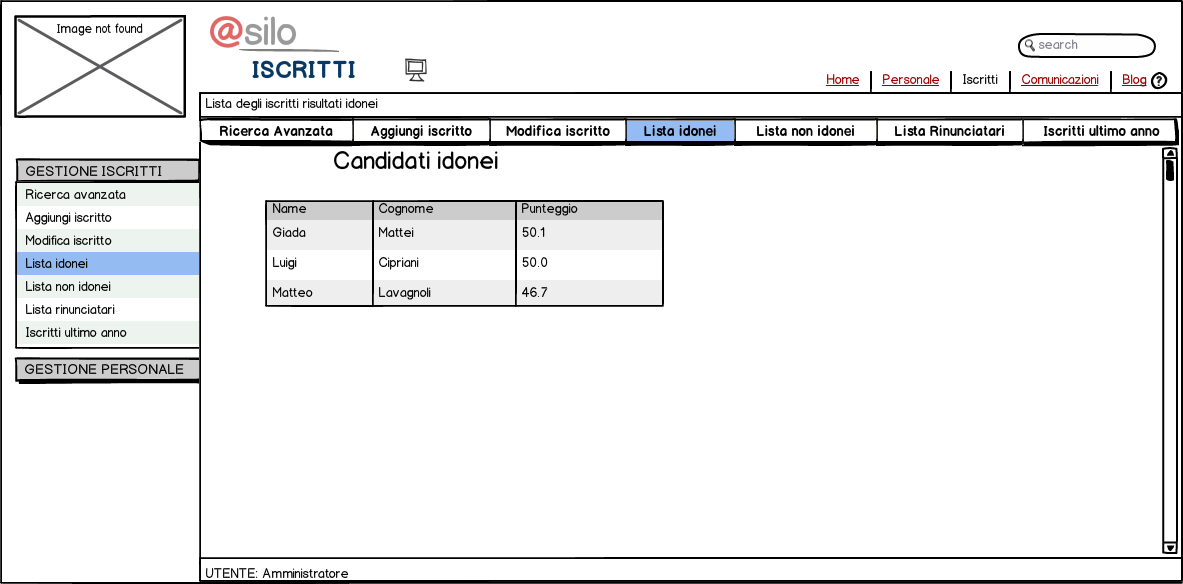 Image not found
@silo
ISCRITTI
search
Home Personale Iscritti Comunicazioni Blog ?
Lista degli iscritti risultati idonei
Ricerca Avanzata Aggiungi iscritto Modifica iscritto Lista idonei Lista non idonei Lista Rinunciatari Iscritti ultimo anno
GESTIONE ISCRITTI
Ricerca avanzata
Aggiungi iscritto
Modifica iscritto
Lista idonei
Lista non idonei
Lista rinunciatari
Iscritti ultimo anno
GESTIONE PERSONALE
Candidati idonei
Name Cognome Punteggio
Giada Mattei 50.1
Luigi Cipriani 50.0
Matteo Lavagnoli 46.7
UTENTE: Amministratore